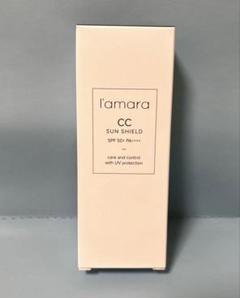 l'amara
CC
SUN SHIELD
SPF 50+ PA++++
care and control
with UV protection